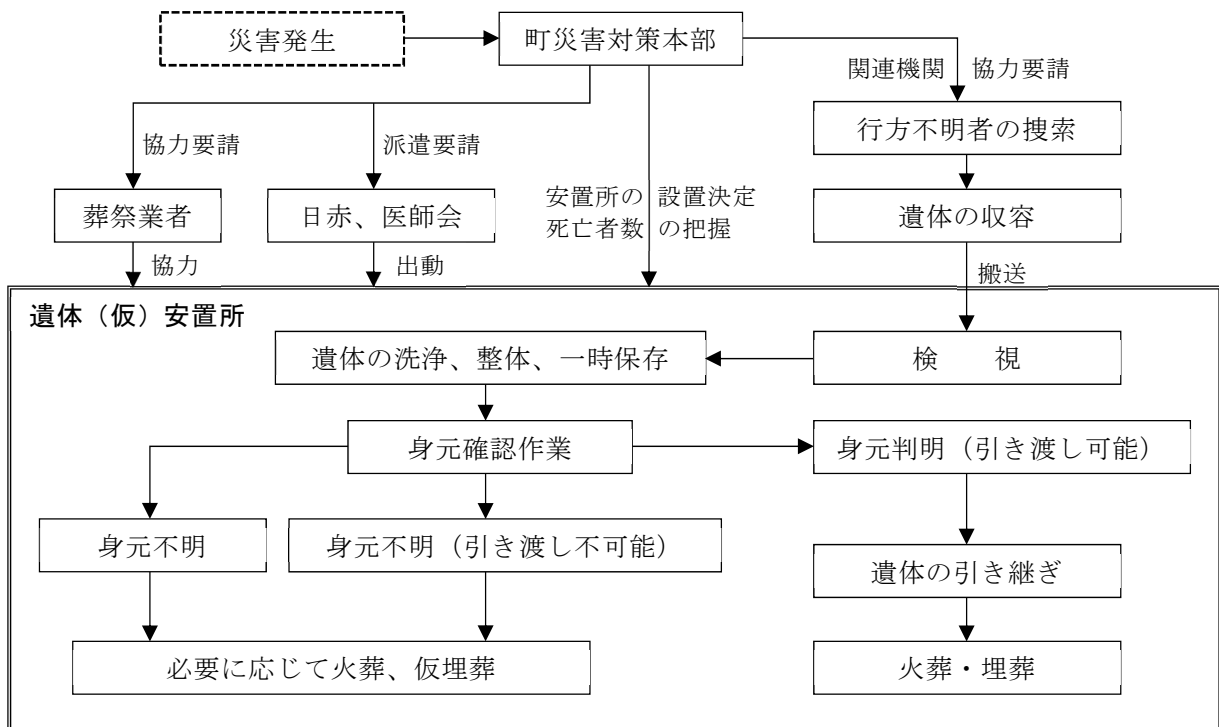 災害発生
町災害対策本部
関連機関 協力要請
協力要請
派遣要請
行方不明者の捜索
葬祭業者
日赤、医師会
安置所の 設置決定
死亡者数 の把握
遺体の収容
協力
出動
搬送
遺体（仮）安置所
遺体の洗浄、整体、一時保存
検　視
身元確認作業
身元判明（引き渡し可能）
身元不明
身元不明（引き渡し不可能）
遺体の引き継ぎ
必要に応じて火葬、仮埋葬
火葬・埋葬